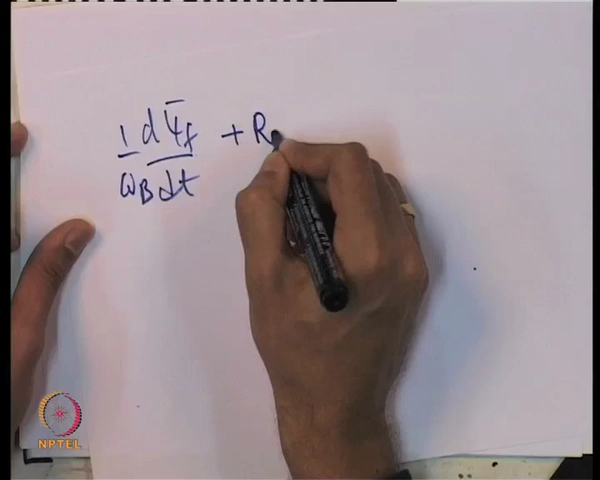 1 dΨ̄f + R
ωB dt
NPTEL